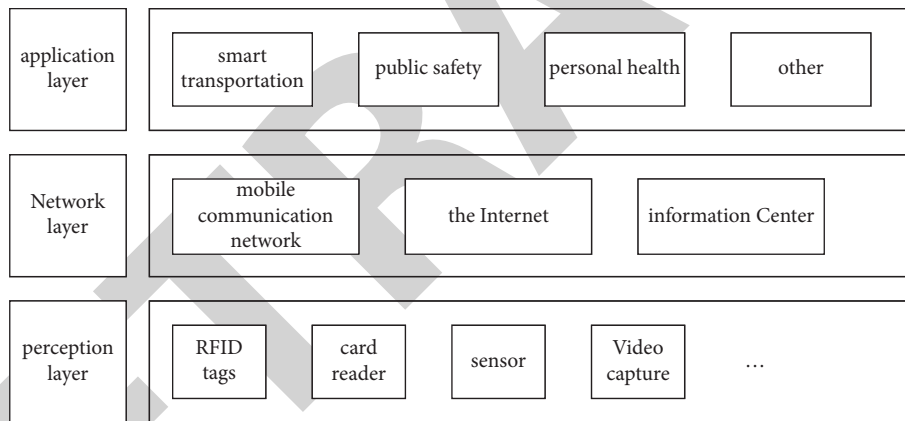 application
layer
smart
transportation
public safety
personal health
other
Network
layer
mobile
communication
network
the Internet
information Center
perception
layer
RFID
tags
card
reader
sensor
Video
capture
...